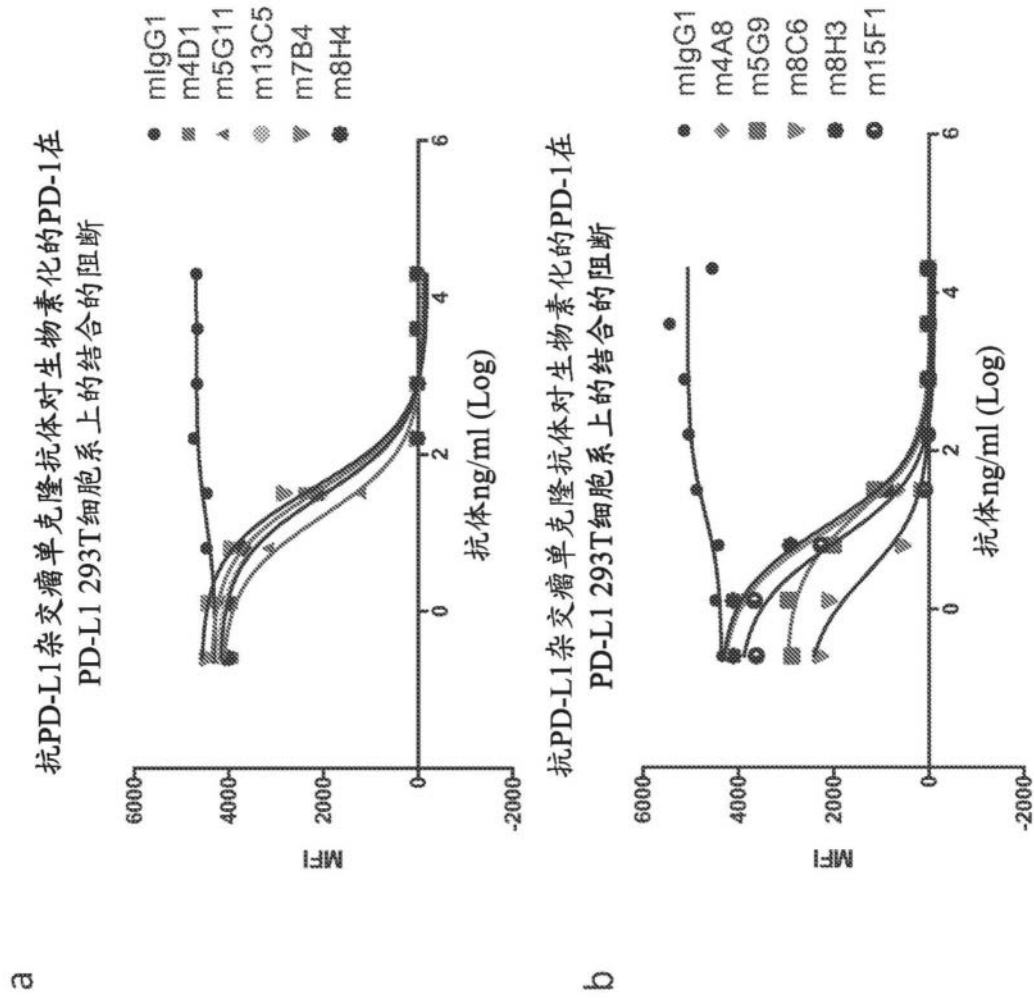 a
抗PD-L1杂交瘤单克隆抗体对生物素化的PD-1在
PD-L1 293T细胞系上的结合的阻断
6000
4000
2000
0
-2000
MFI
0
2
4
6
抗体ng/ml (Log)
mIgG1
m4D1
m5G11
m13C5
m7B4
m8H4
b
抗PD-L1杂交瘤单克隆抗体对生物素化的PD-1在
PD-L1 293T细胞系上的结合的阻断
6000
4000
2000
0
-2000
MFI
0
2
4
6
抗体ng/ml (Log)
mIgG1
m4A8
m5G9
m8C6
m8H3
m15F1